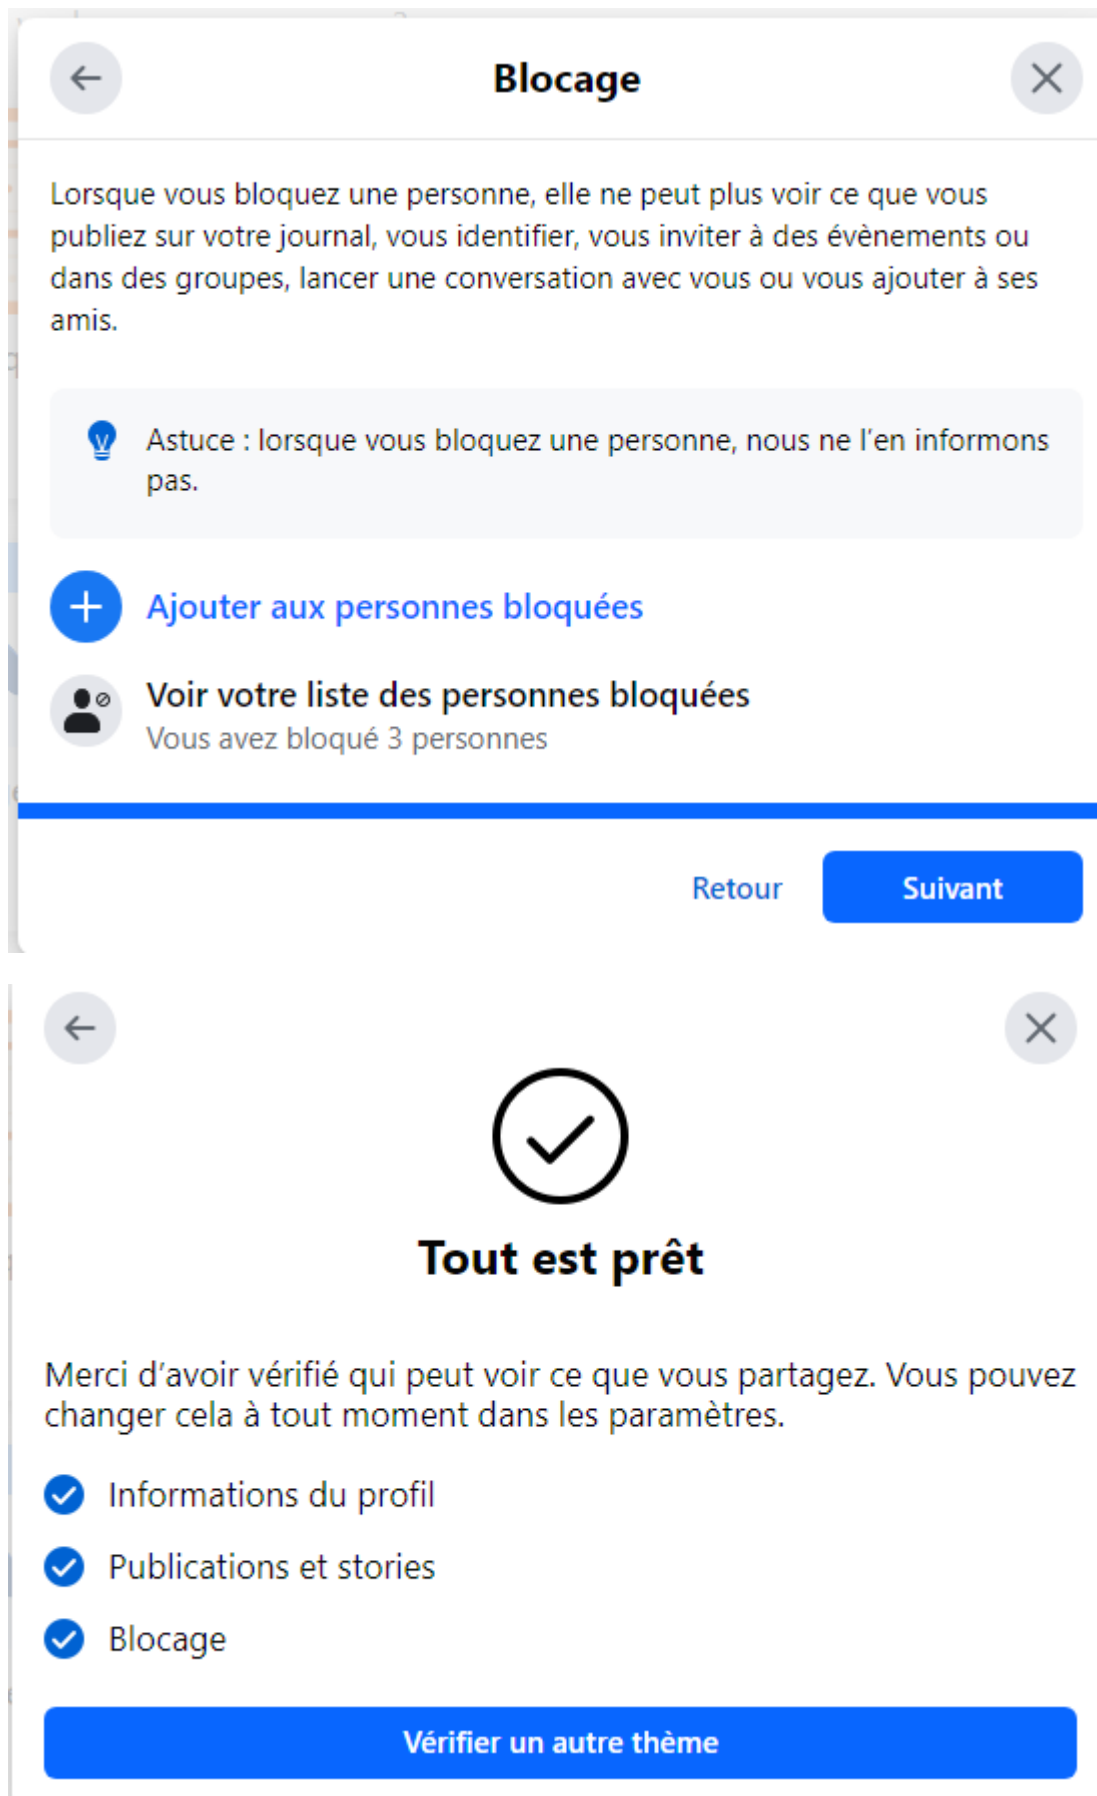 Blocage
Lorsque vous bloquez une personne, elle ne peut plus voir ce que vous
publiez sur votre journal, vous identifier, vous inviter à des évènements ou
dans des groupes, lancer une conversation avec vous ou vous ajouter à ses
amis.
Astuce : lorsque vous bloquez une personne, nous ne l'en informons
pas.
Ajouter aux personnes bloquées
Voir votre liste des personnes bloquées
Vous avez bloqué 3 personnes
Retour
Suivant
Tout est prêt
Merci d'avoir vérifié qui peut voir ce que vous partagez. Vous pouvez
changer cela à tout moment dans les paramètres.
Informations du profil
Publications et stories
Blocage
Vérifier un autre thème